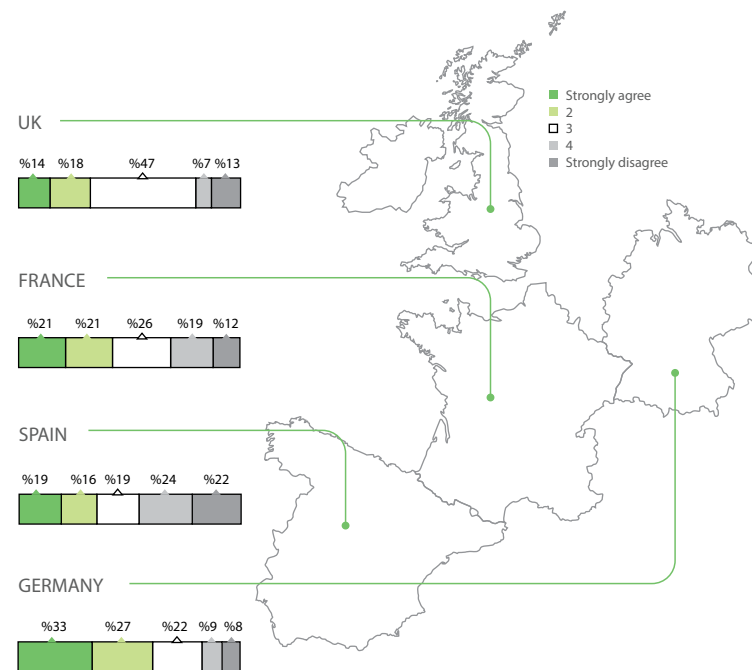 Strongly agree
2
3
4
Strongly disagree
UK
%14 %18 %47 %7 %13
FRANCE
%21 %21 %26 %19 %12
SPAIN
%19 %16 %19 %24 %22
GERMANY
%33 %27 %22 %9 %8